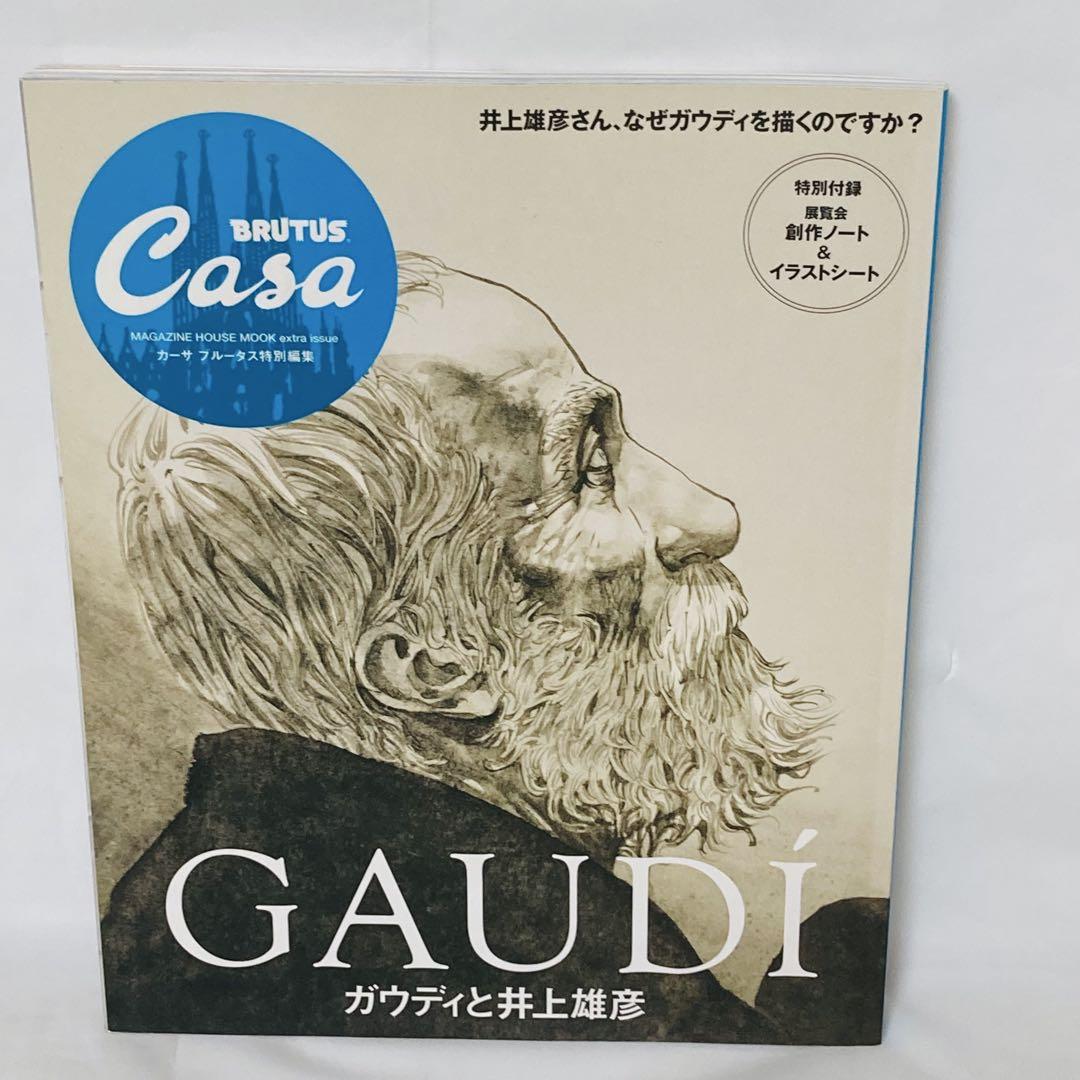 井上雄彦さん、なぜガウディを描くのですか？
特別付録
展覧会
創作ノート
&
イラストシート
BRUTUS
Casa
MAGAZINE HOUSE MOOK extra issue
カーサ ブルータス特別編集
GAUDÍ
ガウディと井上雄彦